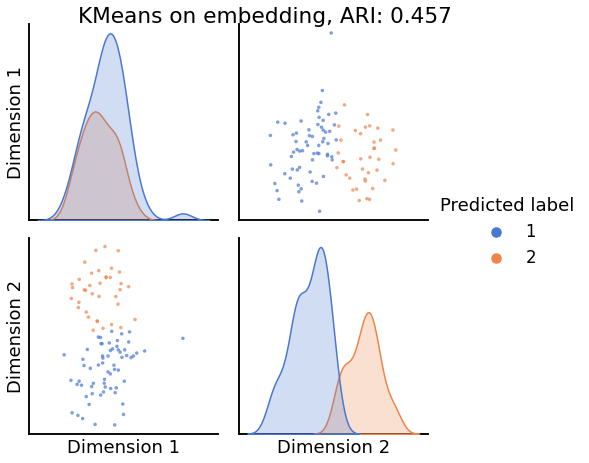 KMeans on embedding, ARI: 0.457
Dimension 1
Predicted label
1
2
Dimension 2
Dimension 1
Dimension 2